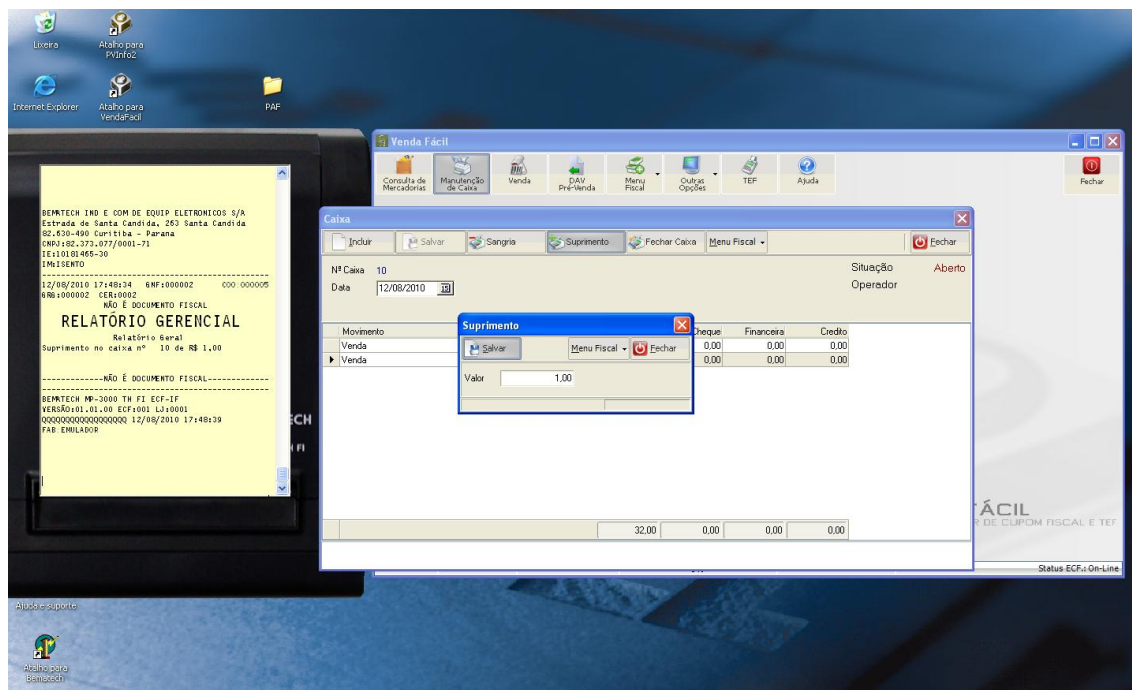 Lixeira
Atalho para
PVInfo2
Internet Explorer
Atalho para
VendaFacil
PAF
BEMATECH IND E COM DE EQUIP ELETRONICOS S/A
Estrada de Santa Candida, 263 Santa Candida
82.630-490 Curitiba - Parana
CNPJ:82.373.077/0001-71
IE:10181465-30
IM:ISENTO
12/08/2010 17:48:34 GNF:000002 COO:000005
GRG:000002 CER:0002
NÃO É DOCUMENTO FISCAL
RELATÓRIO GERENCIAL
Relatório Geral
Suprimento no caixa nº 10 de R$ 1,00
------------NÃO É DOCUMENTO FISCAL------------
BEMATECH MP-3000 TH FI ECF-IF
VERSÃO:01.01.00 ECF:001 LJ:0001
QQQQQQQQQQQQQQQQ 12/08/2010 17:48:39
FAB:EMULADOR
ECH
FI
Venda Fácil
Consulta de
Mercadorias
Manutenção
de Caixa
Venda
DAV
Pré-Venda
Menu
Fiscal
Outras
Opções
TEF
Ajuda
Fechar
Caixa
Incluir
Salvar
Sangria
Suprimento
Fechar Caixa
Menu Fiscal
Fechar
Nº Caixa 10
Situação Aberto
Data 12/08/2010
Operador
Movimento Cheque Financeira Credito
Venda 0,00 0,00 0,00
Venda 0,00 0,00 0,00
Suprimento
Salvar
Menu Fiscal
Fechar
Valor 1,00
32,00 0,00 0,00 0,00
ÁCIL
DE CUPOM FISCAL E TEF
Status ECF.: On-Line
Ajuda e suporte
Atalho para
Bematech